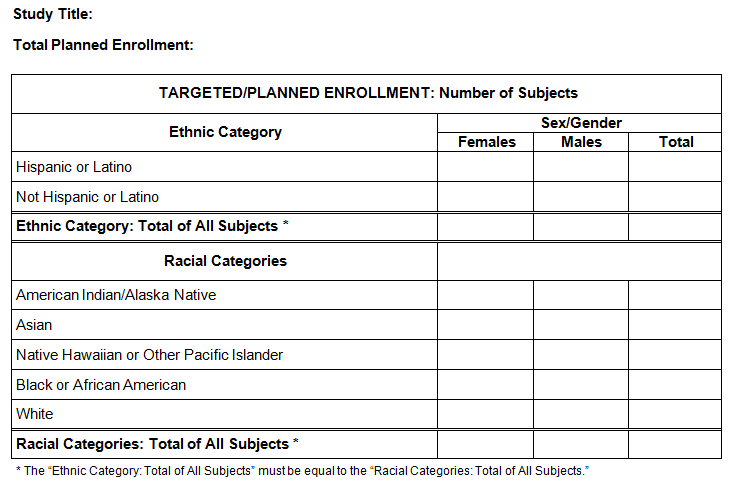 Study Title:
Total Planned Enrollment:
TARGETED/PLANNED ENROLLMENT: Number of Subjects
Ethnic Category
Sex/Gender
Females Males Total
Hispanic or Latino
Not Hispanic or Latino
Ethnic Category: Total of All Subjects *
Racial Categories
American Indian/Alaska Native
Asian
Native Hawaiian or Other Pacific Islander
Black or African American
White
Racial Categories: Total of All Subjects *
* The “Ethnic Category: Total of All Subjects” must be equal to the “Racial Categories: Total of All Subjects.”